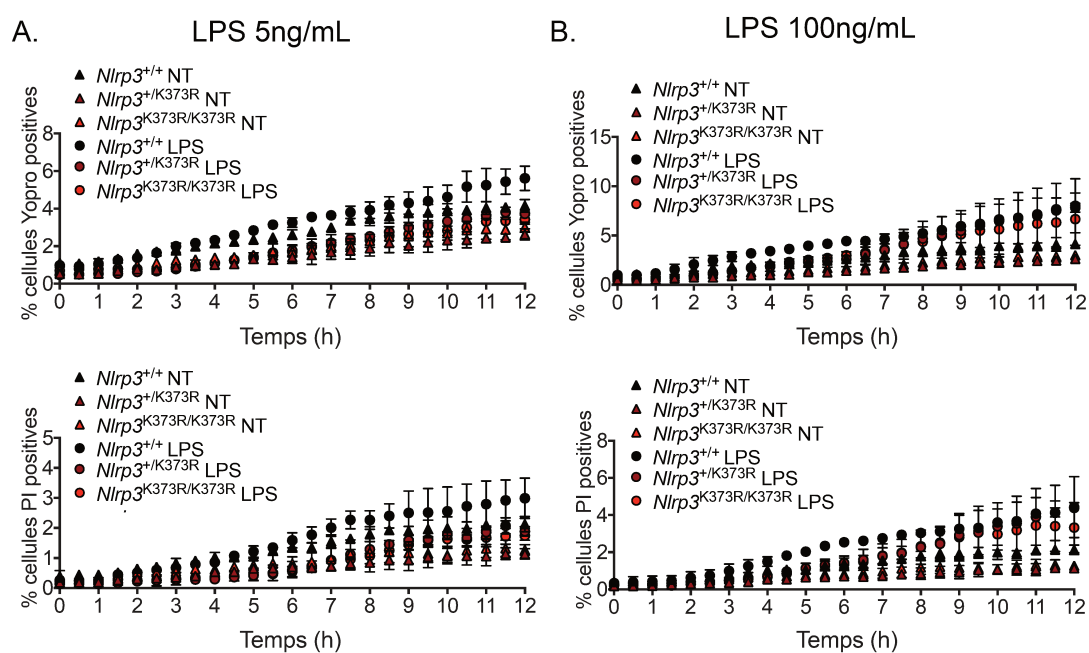 A.
LPS 5ng/mL
Nlrp3+/+ NT
Nlrp3+/K373R NT
Nlrp3K373R/K373R NT
Nlrp3+/+ LPS
Nlrp3+/K373R LPS
Nlrp3K373R/K373R LPS
% cellules Yopro positives
8
6
4
2
0
0 1 2 3 4 5 6 7 8 9 10 11 12
Temps (h)
Nlrp3+/+ NT
Nlrp3+/K373R NT
Nlrp3K373R/K373R NT
Nlrp3+/+ LPS
Nlrp3+/K373R LPS
Nlrp3K373R/K373R LPS
% cellules PI positives
5
4
3
2
1
0
0 1 2 3 4 5 6 7 8 9 10 11 12
Temps (h)
B.
LPS 100ng/mL
Nlrp3+/+ NT
Nlrp3+/K373R NT
Nlrp3K373R/K373R NT
Nlrp3+/+ LPS
Nlrp3+/K373R LPS
Nlrp3K373R/K373R LPS
% cellules Yopro positives
15
10
5
0
0 1 2 3 4 5 6 7 8 9 10 11 12
Temps (h)
Nlrp3+/+ NT
Nlrp3+/K373R NT
Nlrp3K373R/K373R NT
Nlrp3+/+ LPS
Nlrp3+/K373R LPS
Nlrp3K373R/K373R LPS
% cellules PI positives
8
6
4
2
0
0 1 2 3 4 5 6 7 8 9 10 11 12
Temps (h)